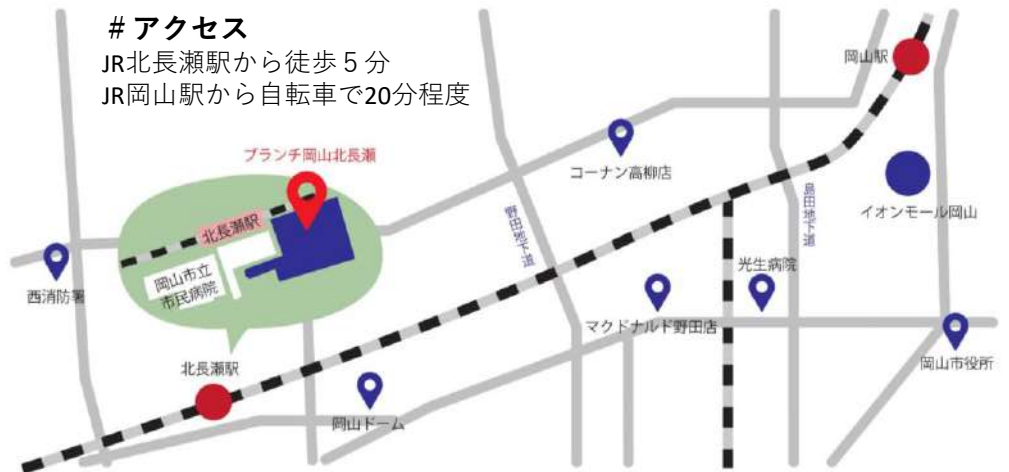 # アクセス
JR北長瀬駅から徒歩５分
JR岡山駅から自転車で20分程度
岡山駅
ブランチ岡山北長瀬
コーナン高柳店
イオンモール岡山
北長瀬駅
野田地下道
島田地下道
西消防署
岡山市立
市民病院
光生病院
マクドナルド野田店
岡山市役所
北長瀬駅
岡山ドーム